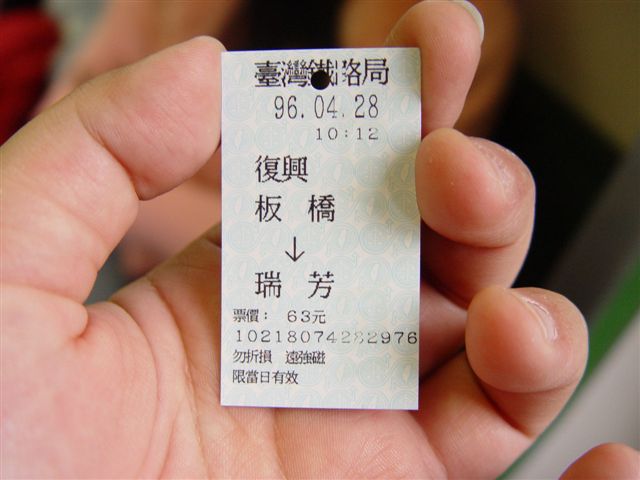 臺灣鐵路局
96.04.28
10:12
復興
板橋
↓
瑞芳
票價： 63元
10218074282976
勿折損 速強磁
限當日有效